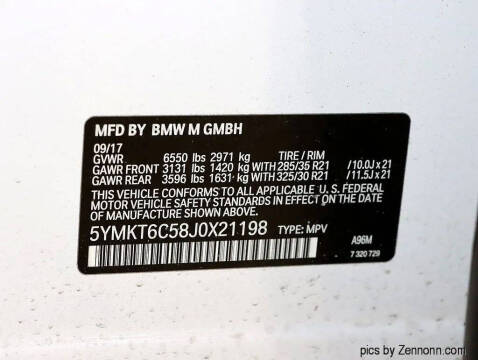 MFD BY BMW M GMBH
09/17
GVWR 6550 lbs 2971 kg TIRE / RIM
GAWR FRONT 3131 lbs 1420 kg WITH 285/35 R21 /10.0J x 21
GAWR REAR 3596 lbs 1631 kg WITH 325/30 R21 /11.5J x 21
THIS VEHICLE CONFORMS TO ALL APPLICABLE U.S. FEDERAL
MOTOR VEHICLE SAFETY STANDARDS IN EFFECT ON THE DATE OF
MANUFACTURE SHOWN ABOVE.
5YMKT6C58J0X21198 TYPE: MPV
A96M
7 320 729
pics by Zennonn.com